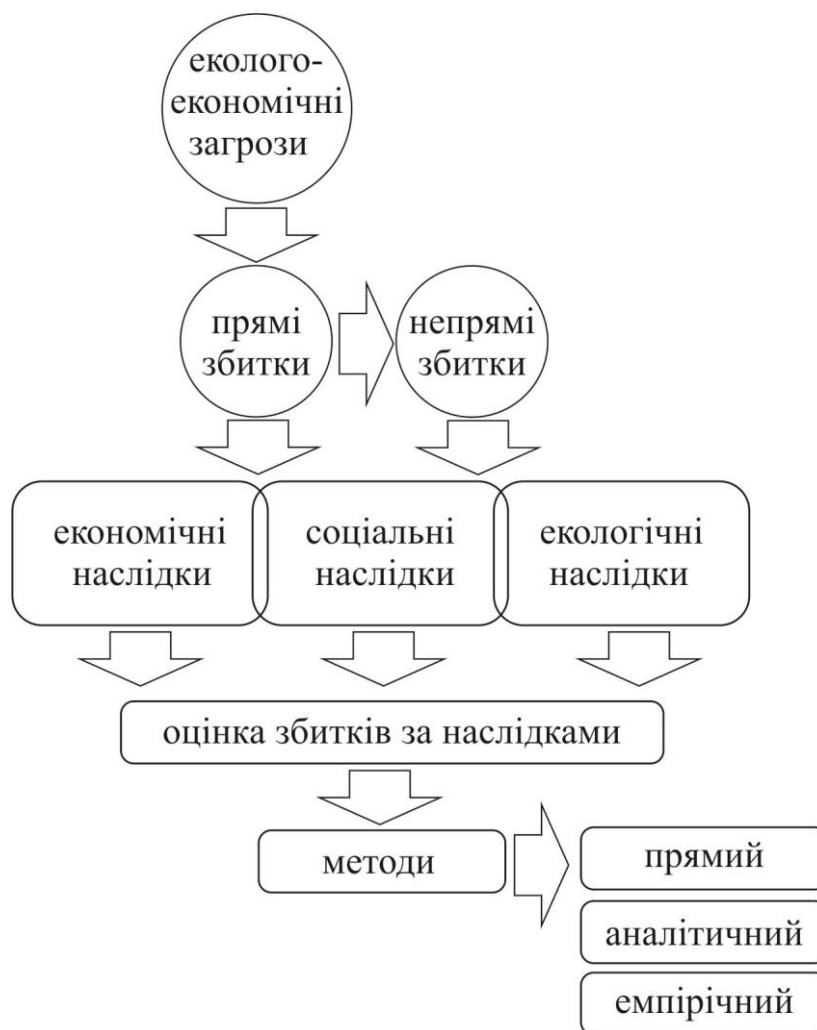 еколого-
економічні
загрози
прямі
збитки
непрямі
збитки
економічні
наслідки
соціальні
наслідки
екологічні
наслідки
оцінка збитків за наслідками
методи
прямий
аналітичний
емпірічний